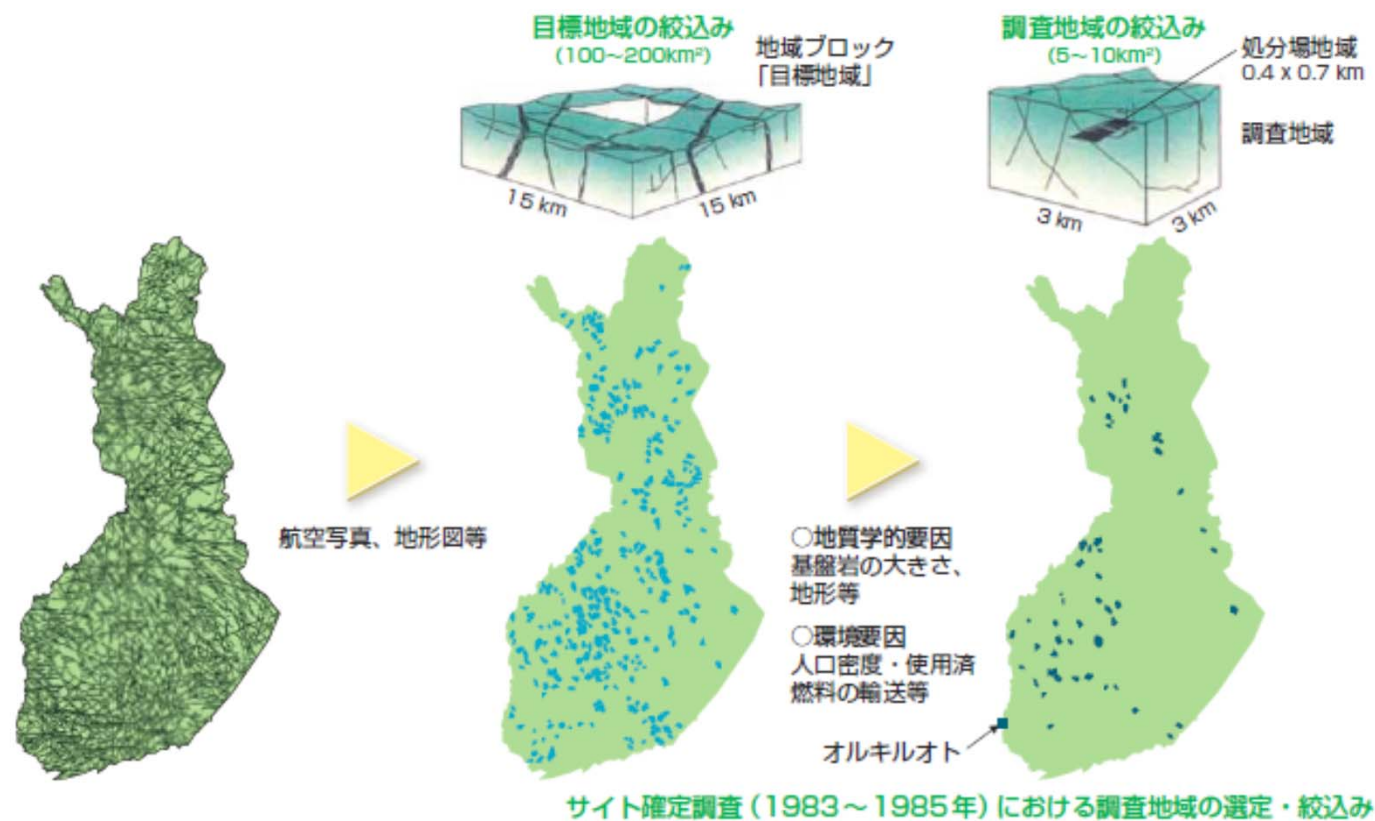 目標地域の絞込み
(100～200km²)
地域ブロック
「目標地域」
15 km
15 km
調査地域の絞込み
(5～10km²)
処分場地域
0.4 x 0.7 km
調査地域
3 km
3 km
航空写真、地形図等
○地質学的要因
基盤岩の大きさ、
地形等
○環境要因
人口密度・使用済
燃料の輸送等
オルキルオト
サイト確定調査（1983～1985年）における調査地域の選定・絞込み